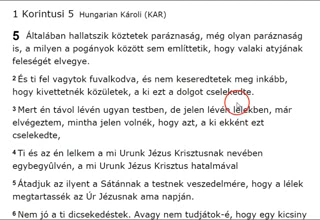 1 Korintusi 5 Hungarian Károli (KAR)
5 Általában hallatszik köztetek paráznaság, még olyan paráznaság
is, a milyen a pogányok között sem említtetik, hogy valaki atyjának
feleségét elvegye.
2 És ti fel vagytok fuvalkodva, és nem keseredtetek meg inkább,
hogy kivettetnék közületek, a ki ezt a dolgot cselekedte.
3 Mert én távol lévén ugyan testben, de jelen lévén lélekben, már
elvégeztem, mintha jelen volnék, hogy azt, a ki ekként ezt
cselekedte,
4 Ti és az én lelkem a mi Urunk Jézus Krisztusnak nevében
egybegyűlvén, a mi Urunk Jézus Krisztus hatalmával
5 Átadjuk az ilyent a Sátánnak a testnek veszedelmére, hogy a lélek
megtartassék az Úr Jézusnak ama napján.
6 Nem jó a ti dicsekedéstek. Avagy nem tudjátok-é, hogy egy kicsiny